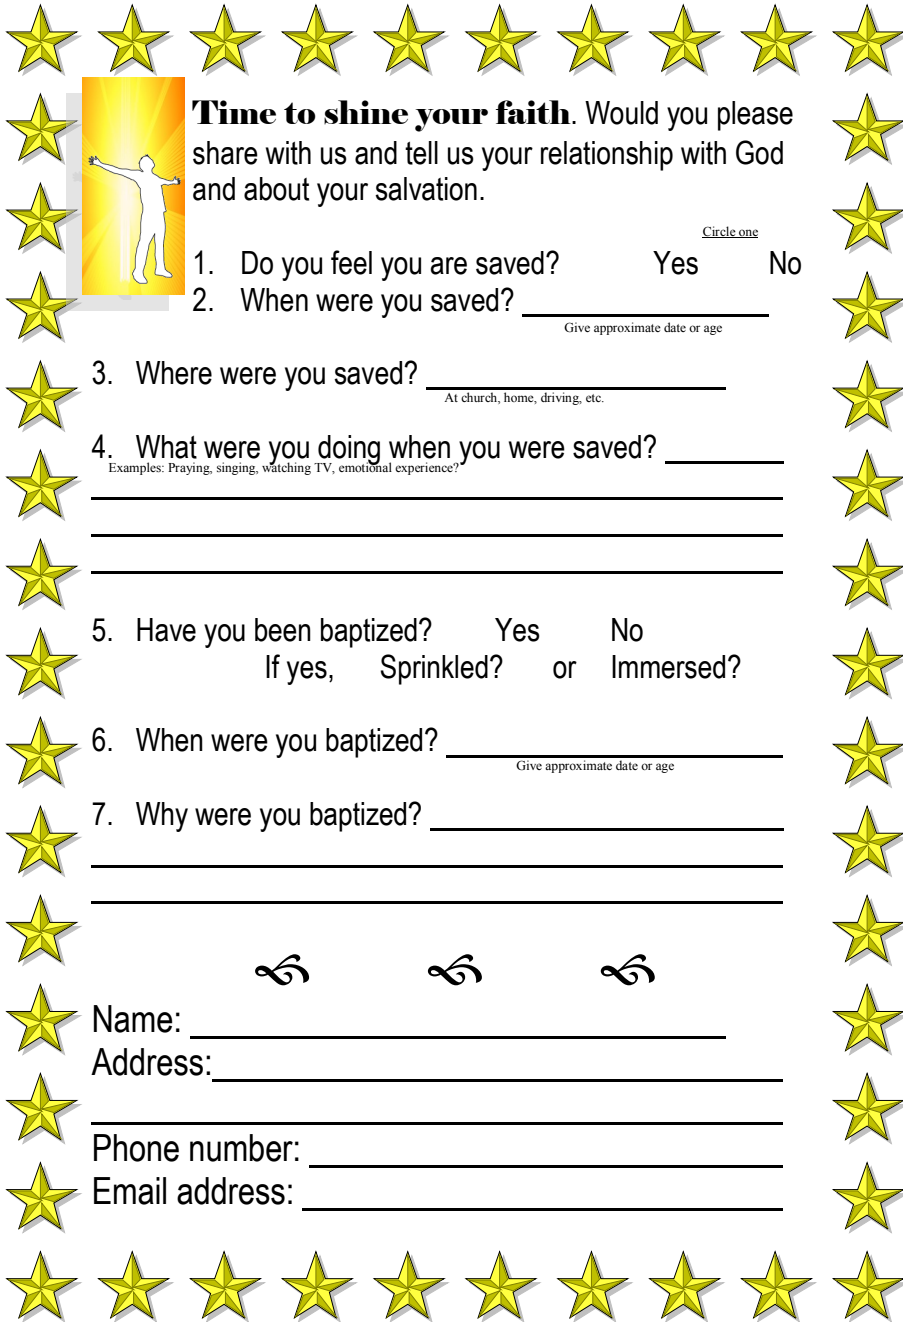 Time to shine your faith. Would you please
share with us and tell us your relationship with God
and about your salvation.
Circle one
1. Do you feel you are saved? Yes No
2. When were you saved?
Give approximate date or age
3. Where were you saved?
At church, home, driving, etc.
4. What were you doing when you were saved?
Examples: Praying, singing, watching TV, emotional experience?
5. Have you been baptized? Yes No
If yes, Sprinkled? or Immersed?
6. When were you baptized?
Give approximate date or age
7. Why were you baptized?
Name:
Address:
Phone number:
Email address: